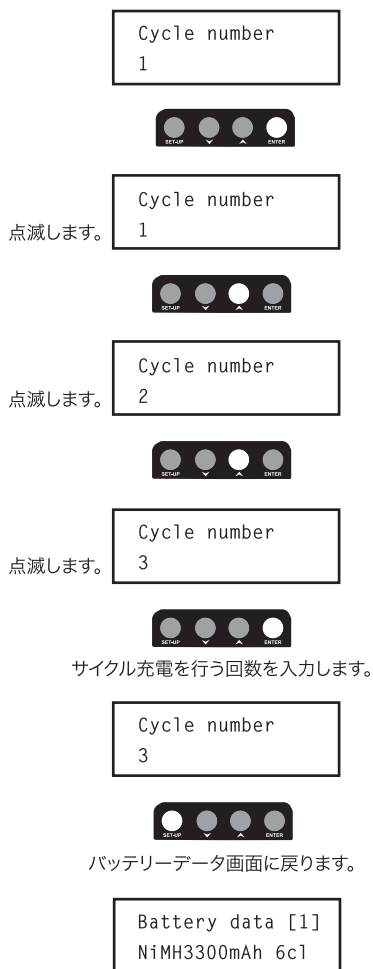 Cycle number
1
SET-UP ENTER
Cycle number
点滅します。 1
SET-UP ENTER
Cycle number
点滅します。 2
SET-UP ENTER
Cycle number
点滅します。 3
SET-UP ENTER
サイクル充電を行う回数を入力します。
Cycle number
3
SET-UP ENTER
バッテリーデータ画面に戻ります。
Battery data [1]
NiMH3300mAh 6cl